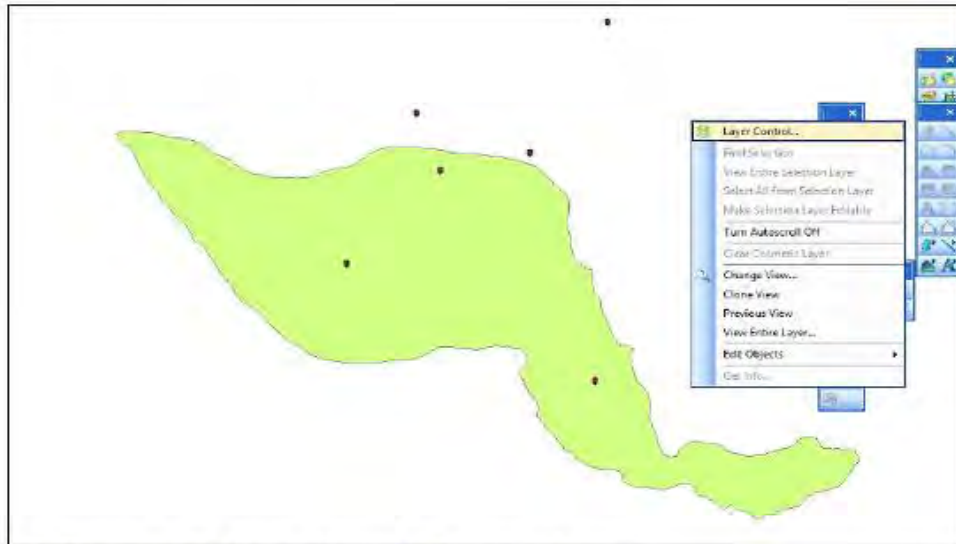 Layer Control...
Find Selection
View Entire Selection Layer
Select All From Selection Layer
Make Selection Layer Editable
Turn Autoscroll Off
Clear Cosmetic Layer
Change View...
Clone View
Previous View
View Entire Layer...
Edit Objects
Get Info...